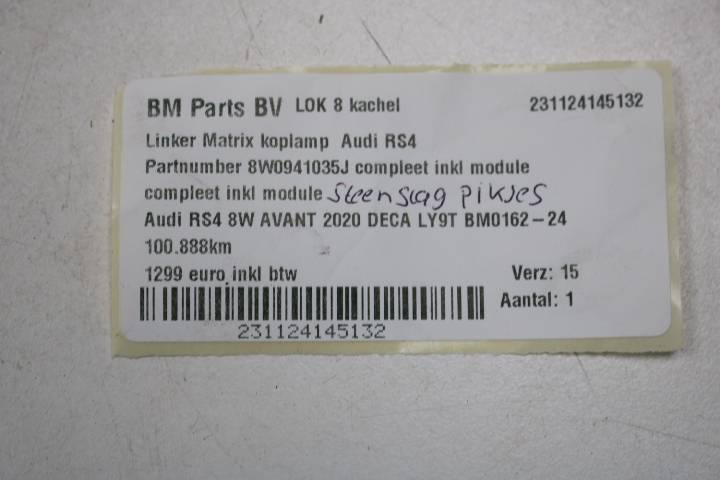 BM Parts BV LOK 8 kachel 231124145132
Linker Matrix koplamp Audi RS4
Partnumber 8W0941035J compleet inkl module
compleet inkl module Steenslag pikjes
Audi RS4 8W AVANT 2020 DECA LY9T BM0162-24
100.888km
1299 euro inkl btw Verz: 15
Aantal: 1
231124145132